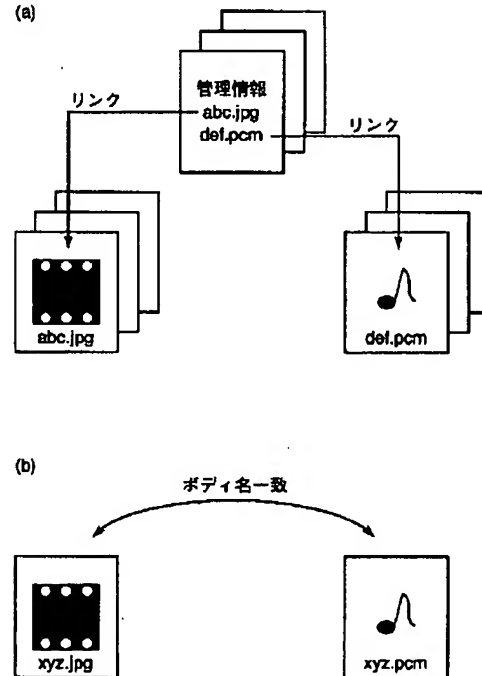 (a)
管理情報
abc.jpg
def.pcm
リンク
リンク
abc.jpg
def.pcm
(b)
ボディ名一致
xyz.jpg
xyz.pcm